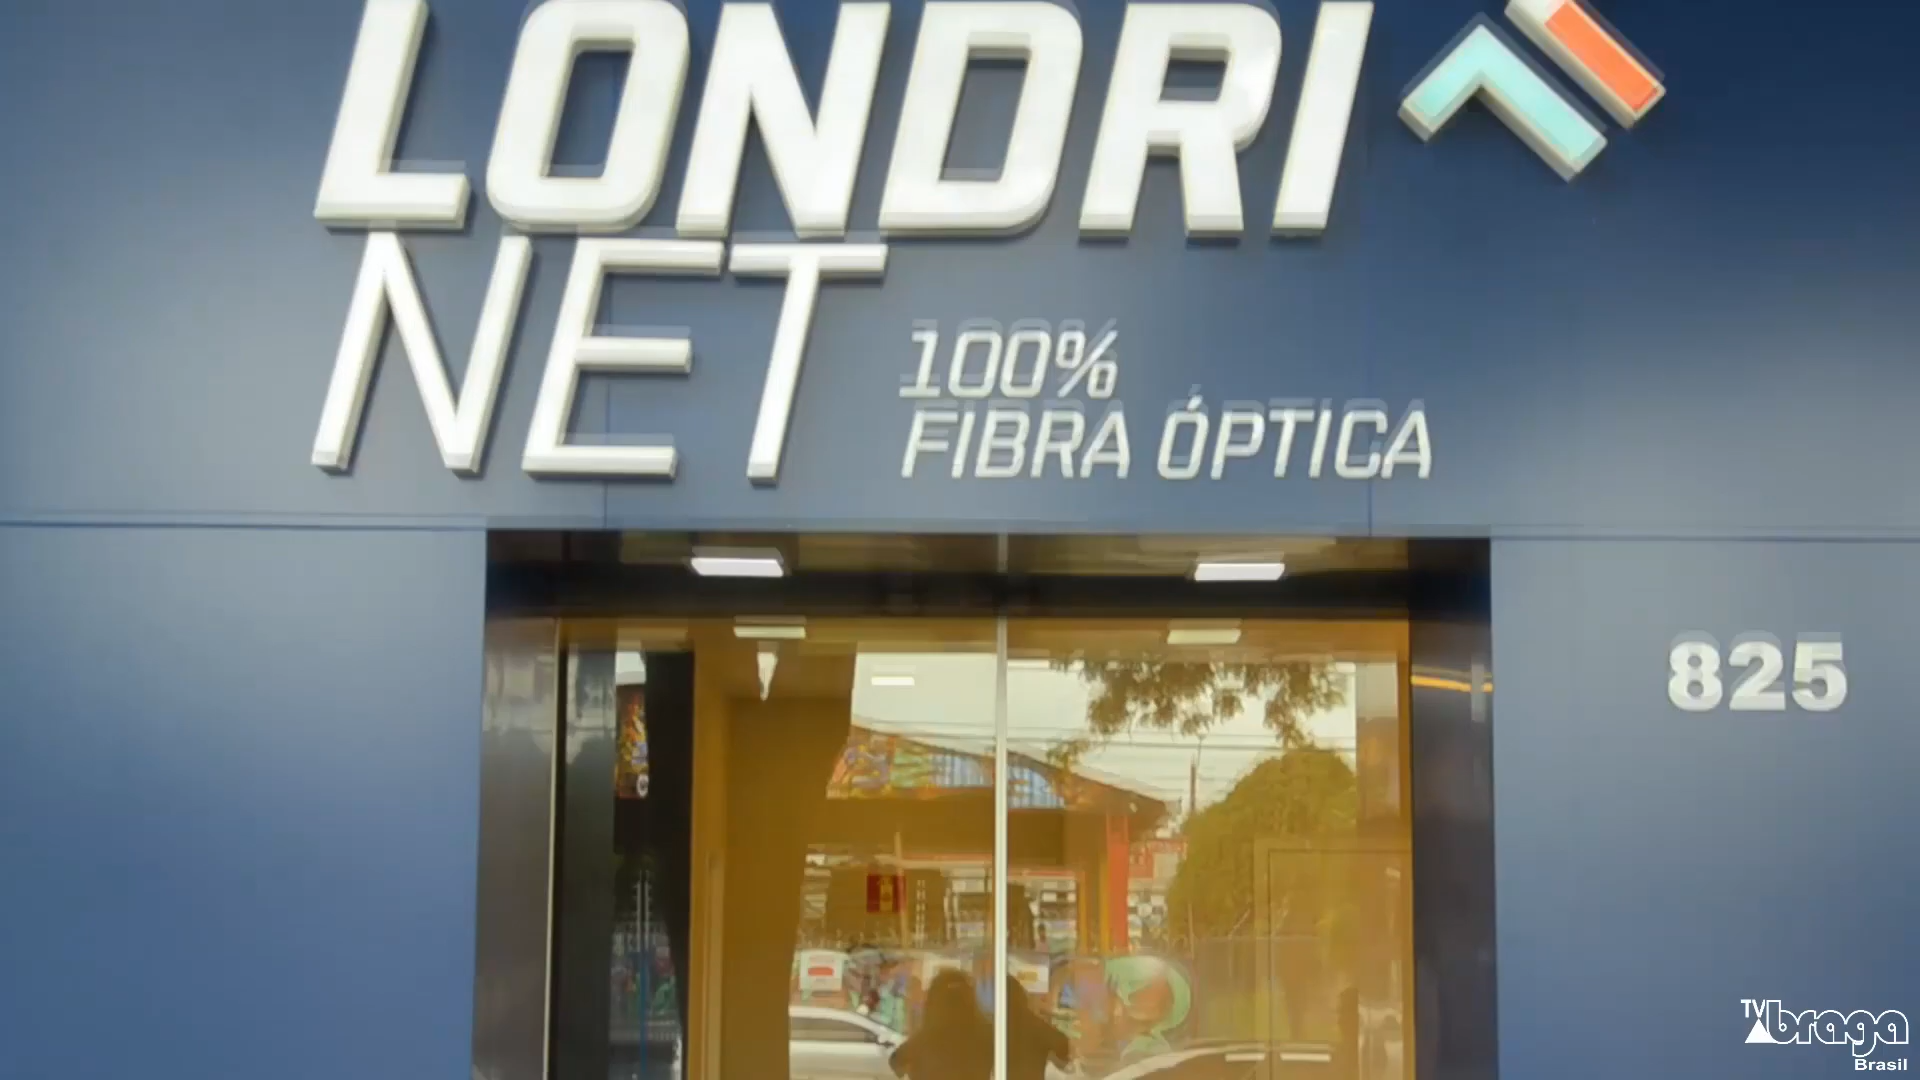 LONDRI
NET
100%
FIBRA ÓPTICA
825
TV braga
Brasil